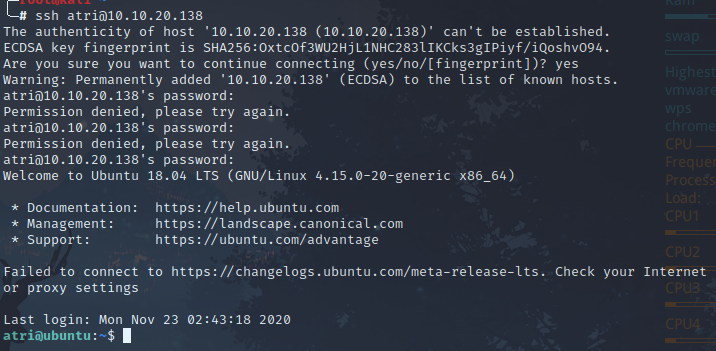 root@kali
# ssh atri@10.10.20.138
The authenticity of host '10.10.20.138 (10.10.20.138)' can't be established.
ECDSA key fingerprint is SHA256:OxtcOf3WU2HjL1NHC283lIKCks3gIPiyf/iQoshvO94.
Are you sure you want to continue connecting (yes/no/[fingerprint])? yes
Warning: Permanently added '10.10.20.138' (ECDSA) to the list of known hosts.
atri@10.10.20.138's password:
Permission denied, please try again.
atri@10.10.20.138's password:
Permission denied, please try again.
atri@10.10.20.138's password:
Welcome to Ubuntu 18.04 LTS (GNU/Linux 4.15.0-20-generic x86_64)
* Documentation: https://help.ubuntu.com
* Management: https://landscape.canonical.com
* Support: https://ubuntu.com/advantage
Failed to connect to https://changelogs.ubuntu.com/meta-release-lts. Check your Internet
or proxy settings
Last login: Mon Nov 23 02:43:18 2020
atri@ubuntu:~$
swap
Highest
vmware
wps
chrome
CPU
Frequen
Process
Load:
CPU1
CPU2
CPU3
CPU4